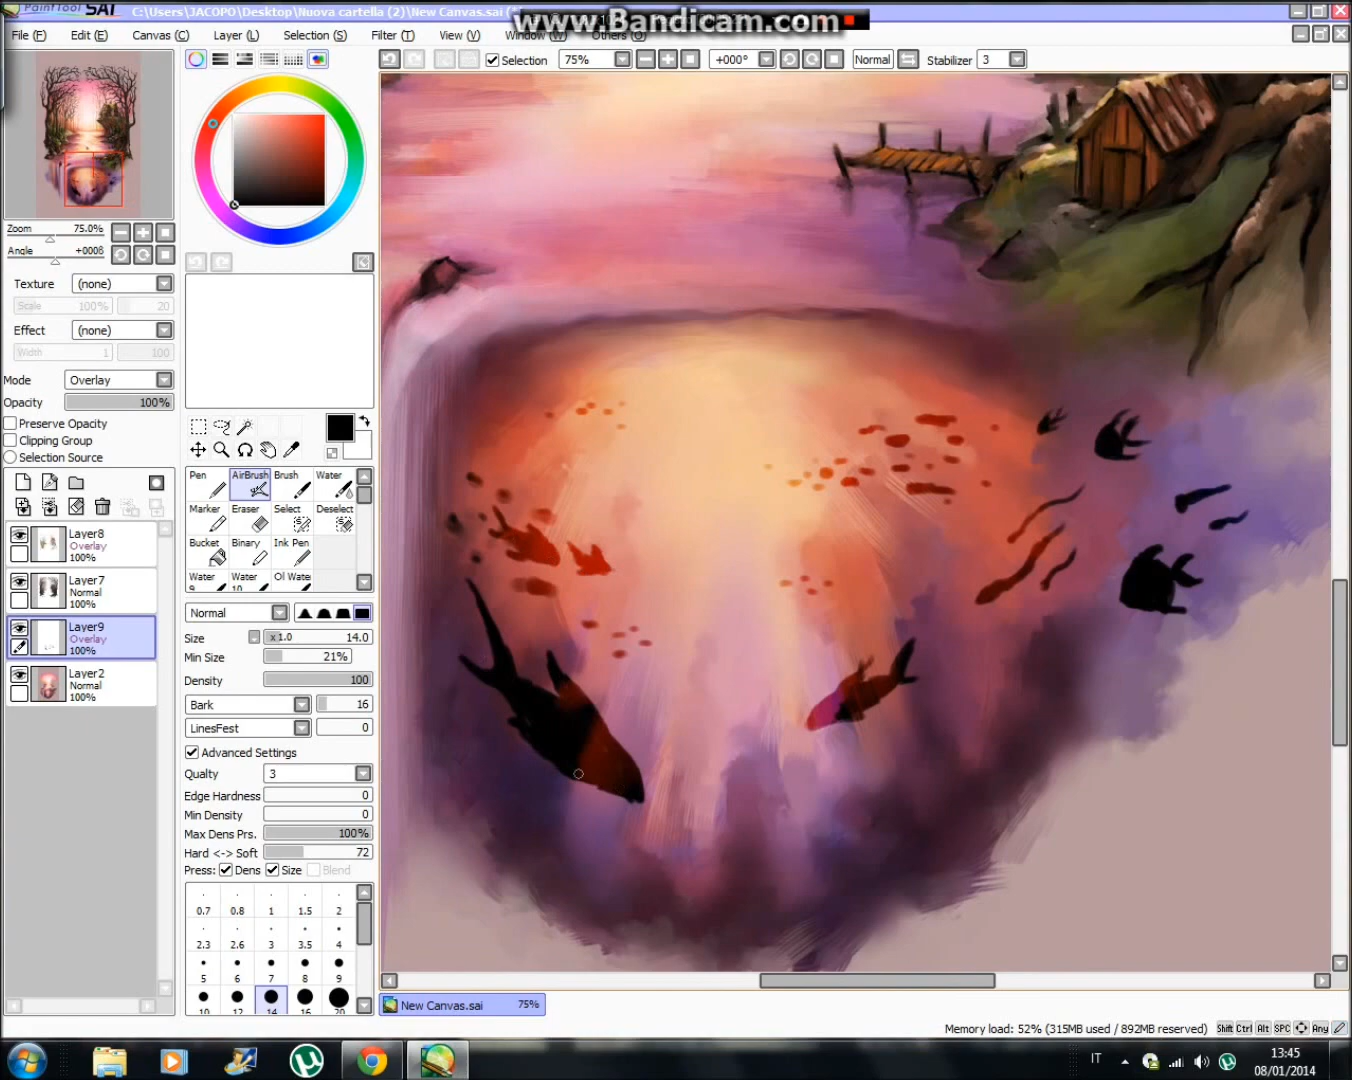 PaintTool SAI C:\Users\JACOPO\Desktop\Nuova cartella (2)\New Canvas.sai
www.Bandicam.com
File (F) Edit (E) Canvas (C) Layer (L) Selection (S) Filter (T) View (V) Window (W) Others (O)
Selection 75% +000° Normal Stabilizer 3
Zoom 75.0%
Angle +000ß
Texture (none)
Scale 100% 20
Effect (none)
Width 1 100
Mode Overlay
Opacity 100%
Preserve Opacity
Clipping Group
Selection Source
Layer8
Overlay
100%
Layer7
Normal
100%
Layer9
Overlay
100%
Layer2
Normal
100%
Pen AirBrush Brush Water
Marker Eraser Select Deselect
Bucket Binary Ink Pen
Water 9 Water 10 Ol Water
Normal
Size x 1.0 14.0
Min Size 21%
Density 100
Bark 16
LinesFest 0
Advanced Settings
Qualty 3
Edge Hardness 0
Min Density 0
Max Dens Prs. 100%
Hard <-> Soft 72
Press: Dens Size Blend
0.7 0.8 1 1.5 2
2.3 2.6 3 3.5 4
5 6 7 8 9
10 12 14 16 20
New Canvas.sai 75%
Memory load: 52% (315MB used / 892MB reserved) Shift Ctrl Alt SPC Any
IT 13:45
08/01/2014